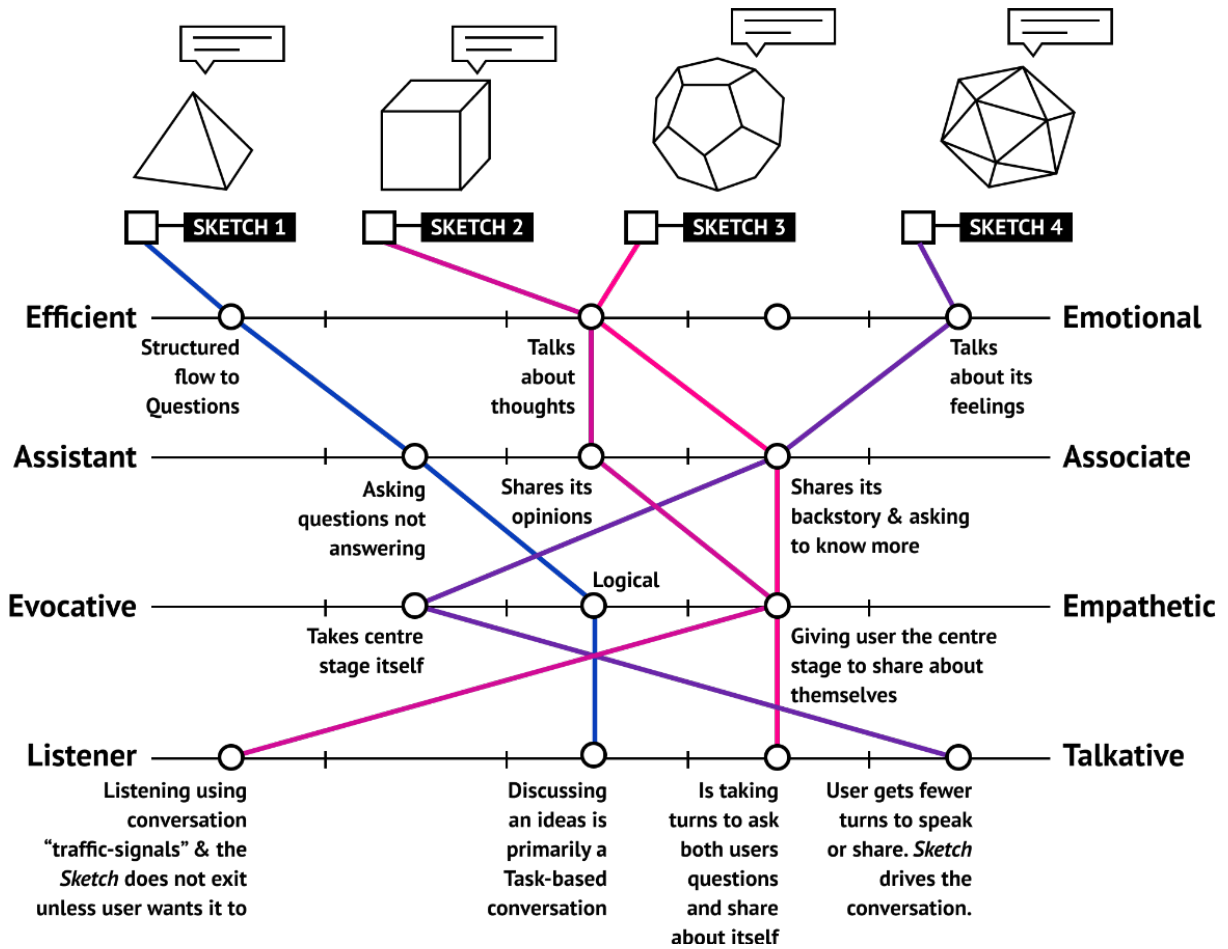 SKETCH 1
SKETCH 2
SKETCH 3
SKETCH 4
Efficient
Emotional
Structured
flow to
Questions
Talks
about
thoughts
Talks
about its
feelings
Assistant
Associate
Asking
questions not
answering
Shares its
opinions
Shares its
backstory & asking
to know more
Logical
Evocative
Empathetic
Takes centre
stage itself
Giving user the centre
stage to share about
themselves
Listener
Talkative
Listening using
conversation
“traffic-signals” & the
Sketch does not exit
unless user wants it to
Discussing
an ideas is
primarily a
Task-based
conversation
Is taking
turns to ask
both users
questions
and share
about itself
User gets fewer
turns to speak
or share. Sketch
drives the
conversation.